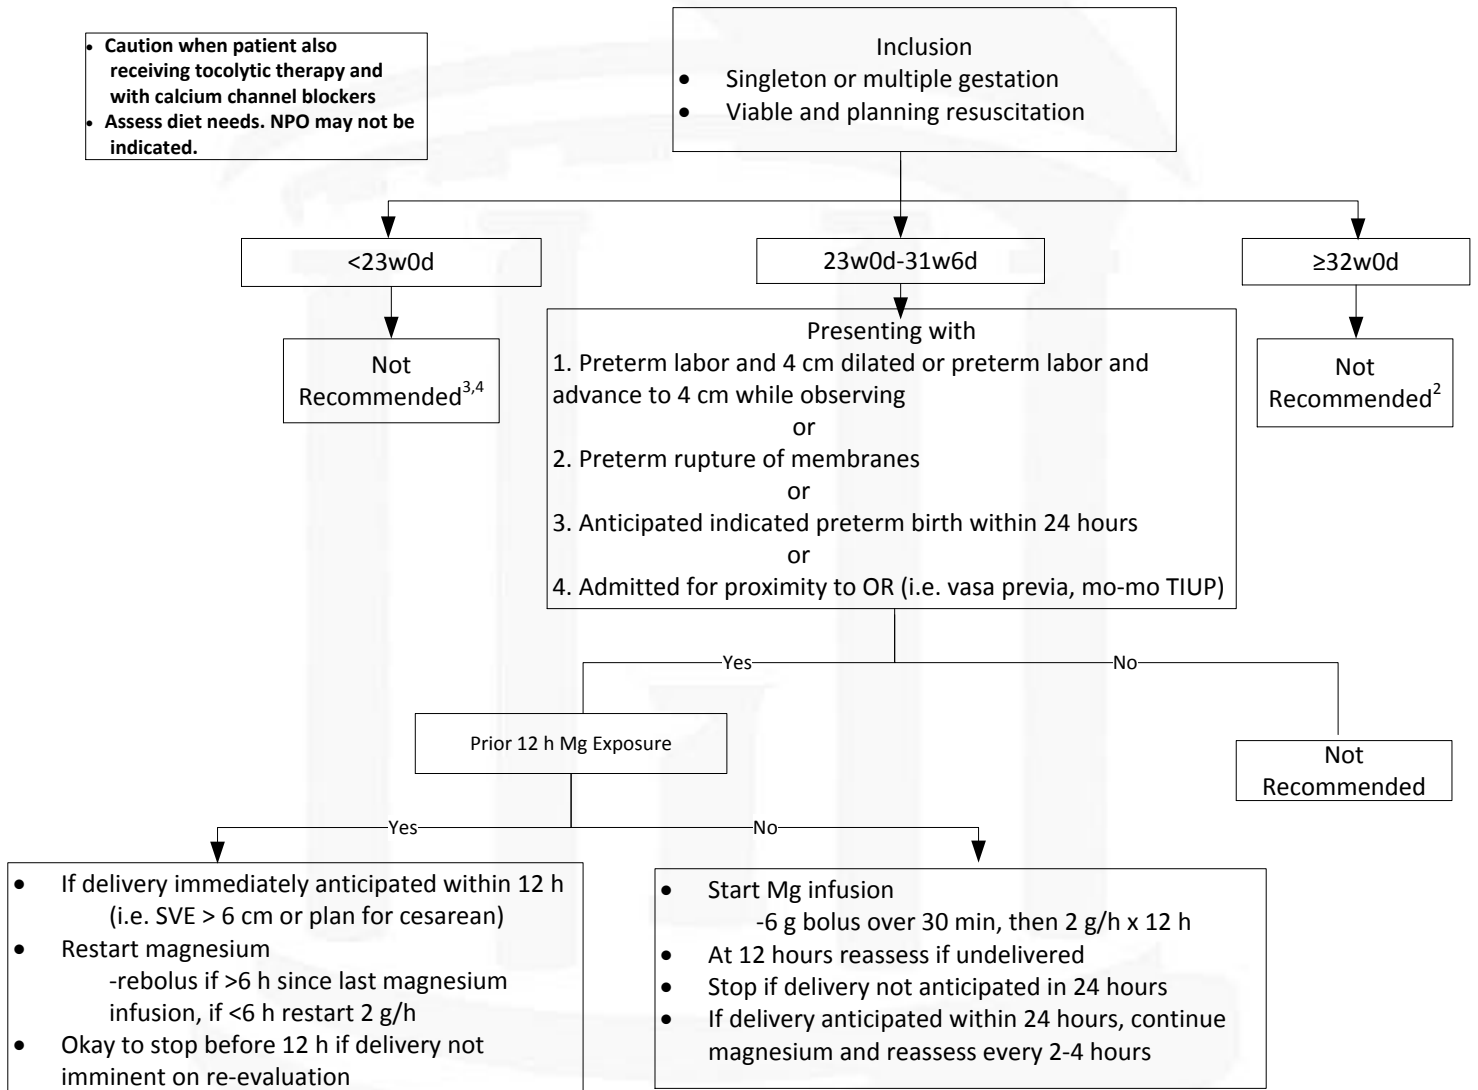 • Caution when patient also
receiving tocolytic therapy and
with calcium channel blockers
• Assess diet needs. NPO may not be
indicated.
Inclusion
• Singleton or multiple gestation
• Viable and planning resuscitation
<23w0d
23w0d-31w6d
≥32w0d
Not
Recommended3,4
Presenting with
1. Preterm labor and 4 cm dilated or preterm labor and
advance to 4 cm while observing
or
2. Preterm rupture of membranes
or
3. Anticipated indicated preterm birth within 24 hours
or
4. Admitted for proximity to OR (i.e. vasa previa, mo-mo TIUP)
Not
Recommended2
Yes
No
Prior 12 h Mg Exposure
Not
Recommended
Yes
No
• If delivery immediately anticipated within 12 h
(i.e. SVE > 6 cm or plan for cesarean)
• Restart magnesium
-rebolus if >6 h since last magnesium
infusion, if <6 h restart 2 g/h
• Okay to stop before 12 h if delivery not
imminent on re-evaluation
• Start Mg infusion
-6 g bolus over 30 min, then 2 g/h x 12 h
• At 12 hours reassess if undelivered
• Stop if delivery not anticipated in 24 hours
• If delivery anticipated within 24 hours, continue
magnesium and reassess every 2-4 hours